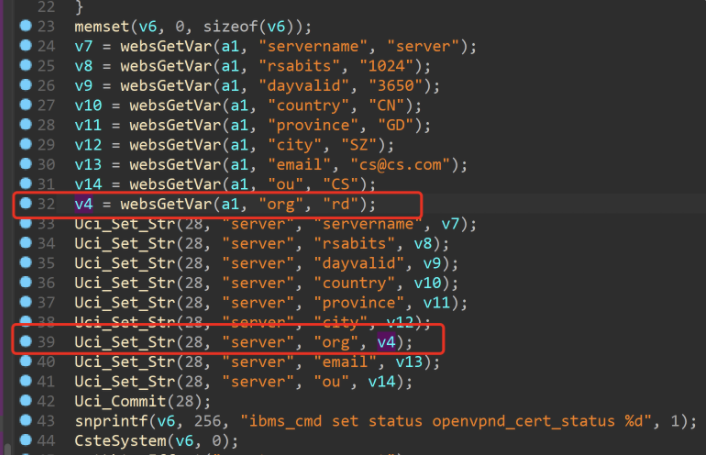 22 }
23 memset(v6, 0, sizeof(v6));
24 v7 = websGetVar(a1, "servername", "server");
25 v8 = websGetVar(a1, "rsabits", "1024");
26 v9 = websGetVar(a1, "dayvalid", "3650");
27 v10 = websGetVar(a1, "country", "CN");
28 v11 = websGetVar(a1, "province", "GD");
29 v12 = websGetVar(a1, "city", "SZ");
30 v13 = websGetVar(a1, "email", "cs@cs.com");
31 v14 = websGetVar(a1, "ou", "CS");
32 v4 = websGetVar(a1, "org", "rd");
33 Uci_Set_Str(28, "server", "servername", v7);
34 Uci_Set_Str(28, "server", "rsabits", v8);
35 Uci_Set_Str(28, "server", "dayvalid", v9);
36 Uci_Set_Str(28, "server", "country", v10);
37 Uci_Set_Str(28, "server", "province", v11);
38 Uci_Set_Str(28, "server", "city", v12);
39 Uci_Set_Str(28, "server", "org", v4);
40 Uci_Set_Str(28, "server", "email", v13);
41 Uci_Set_Str(28, "server", "ou", v14);
42 Uci_Commit(28);
43 snprintf(v6, 256, "ibms_cmd set status openvpnd_cert_status %d", 1);
44 CsteSystem(v6, 0);